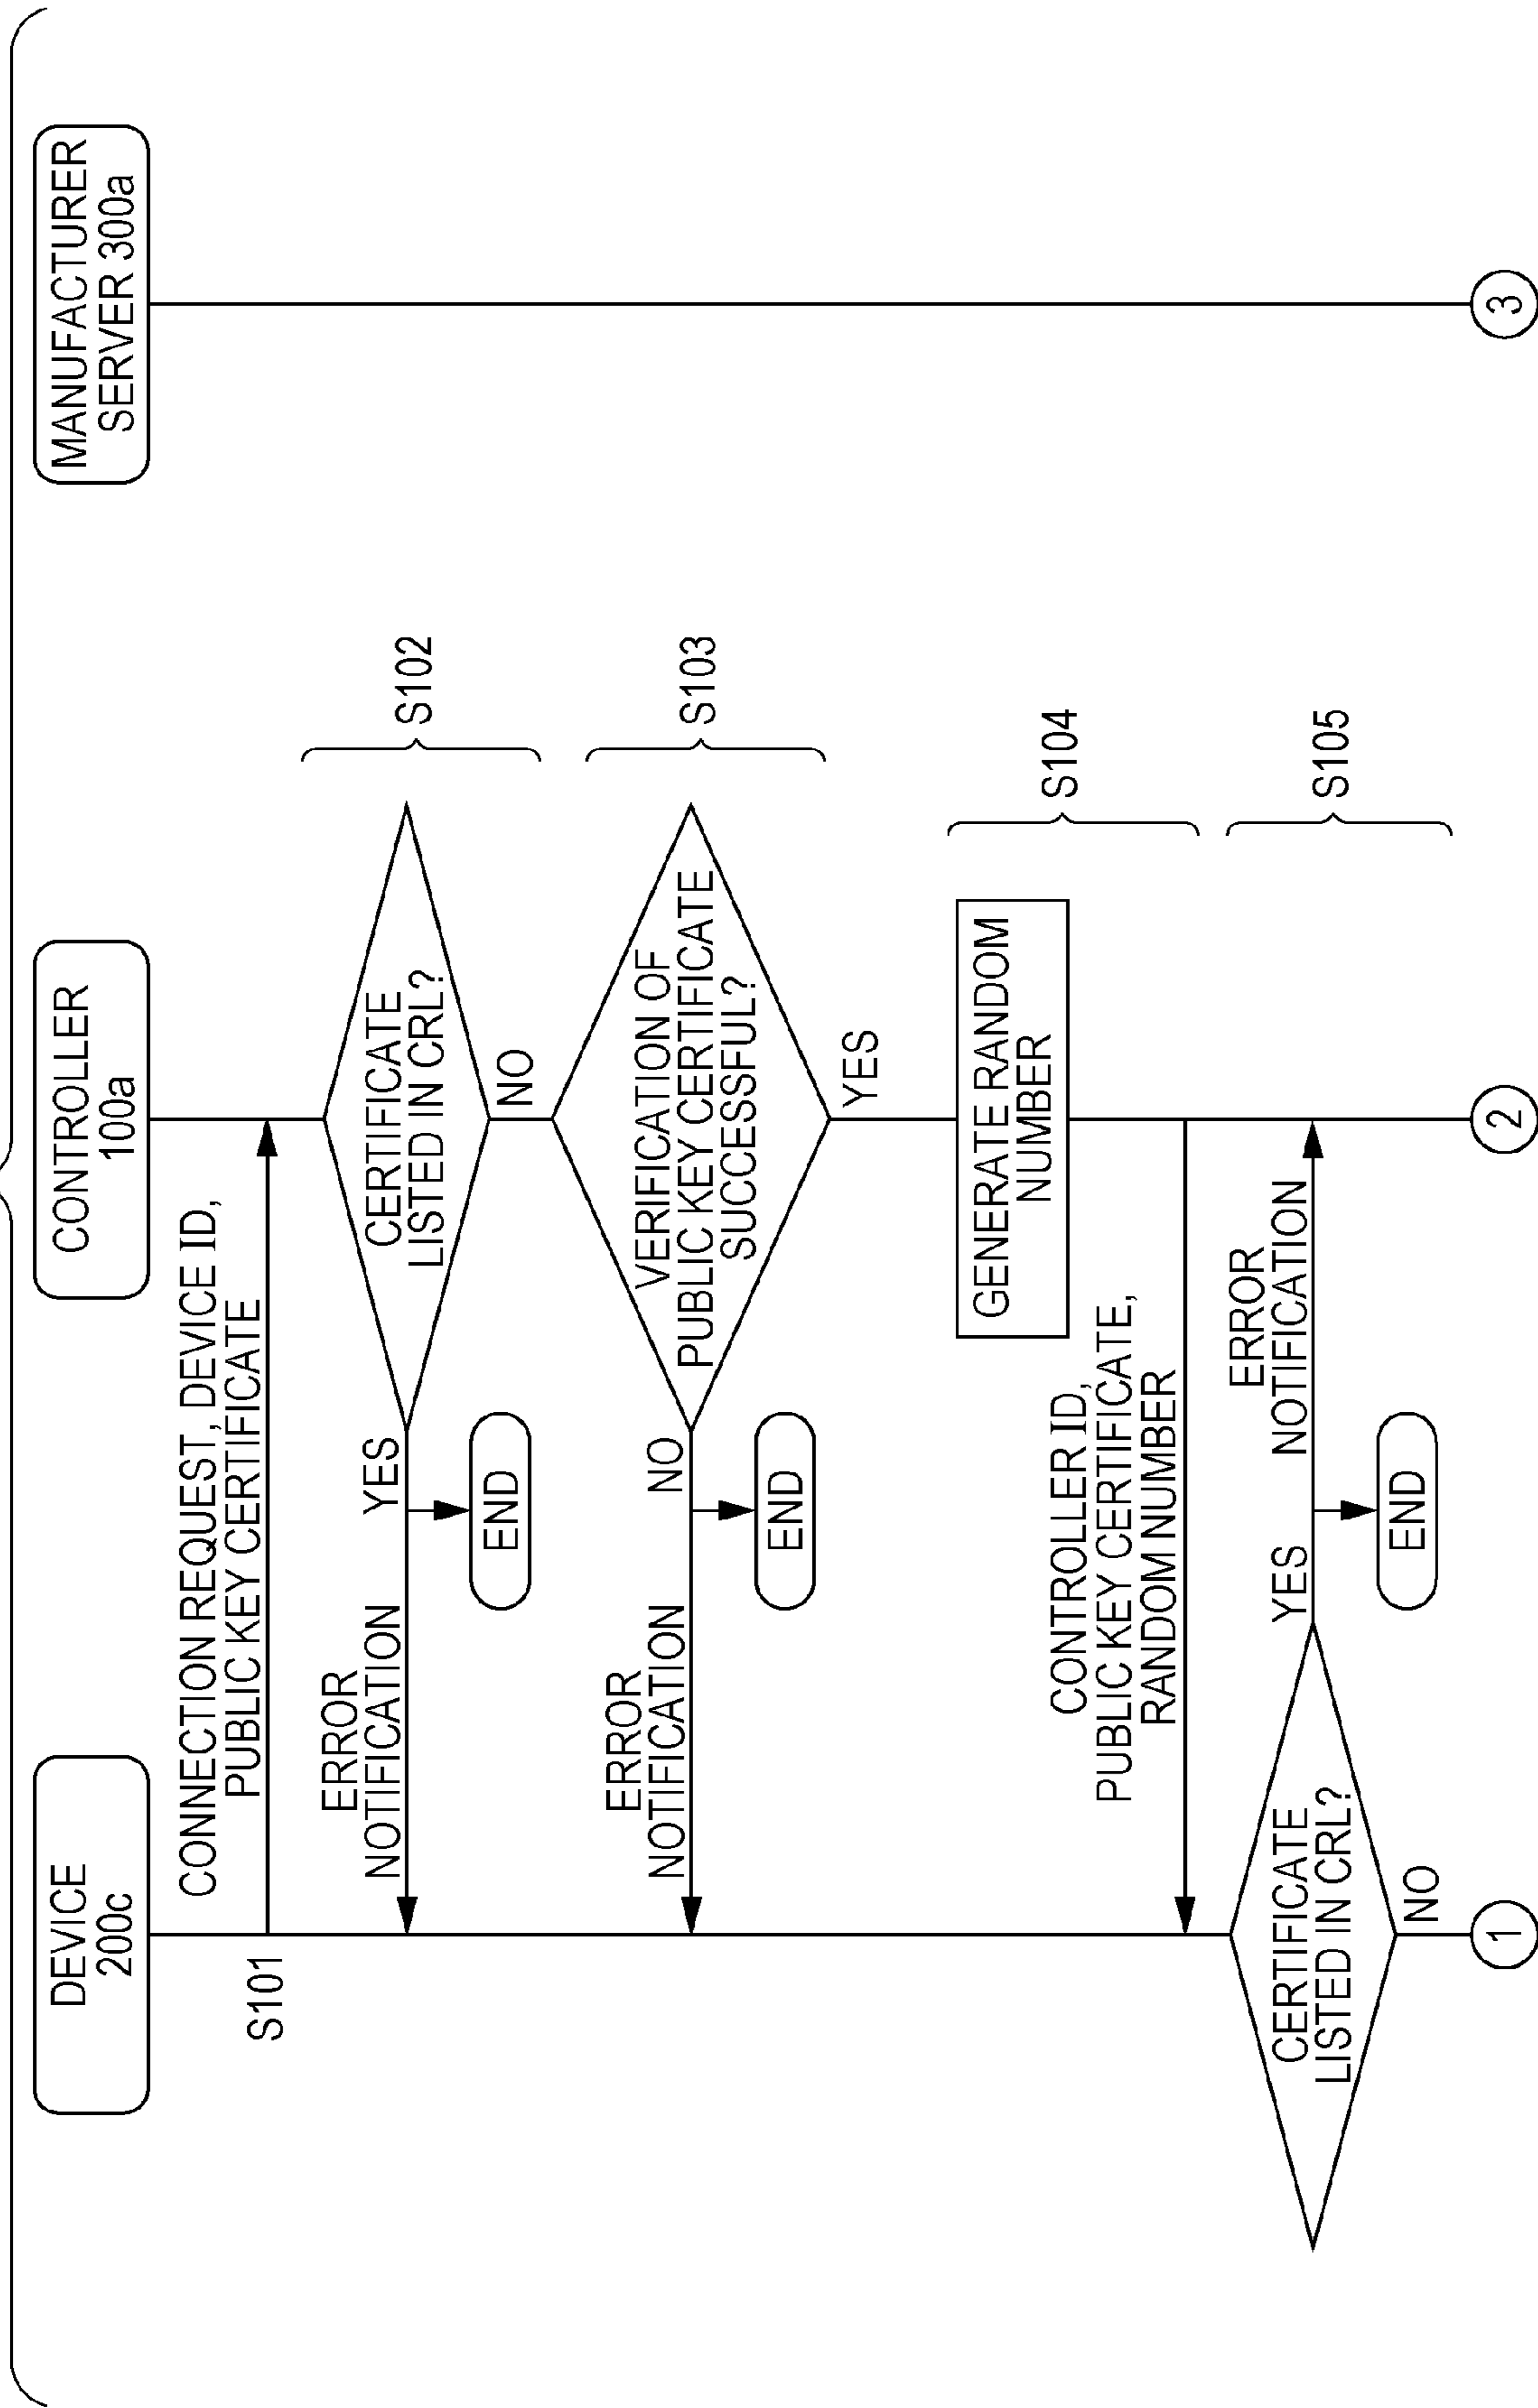 DEVICE
200c
CONTROLLER
100a
MANUFACTURER
SERVER 300a
CONNECTION REQUEST, DEVICE ID,
PUBLIC KEY CERTIFICATE
S101
CERTIFICATE
LISTED IN CRL?
S102
YES
ERROR
NOTIFICATION
END
NO
VERIFICATION OF
PUBLIC KEY CERTIFICATE
SUCCESSFUL?
S103
NO
ERROR
NOTIFICATION
END
YES
GENERATE RANDOM
NUMBER
S104
CONTROLLER ID,
PUBLIC KEY CERTIFICATE,
RANDOM NUMBER
CERTIFICATE
LISTED IN CRL?
YES
ERROR
NOTIFICATION
S105
END
NO
1
2
3